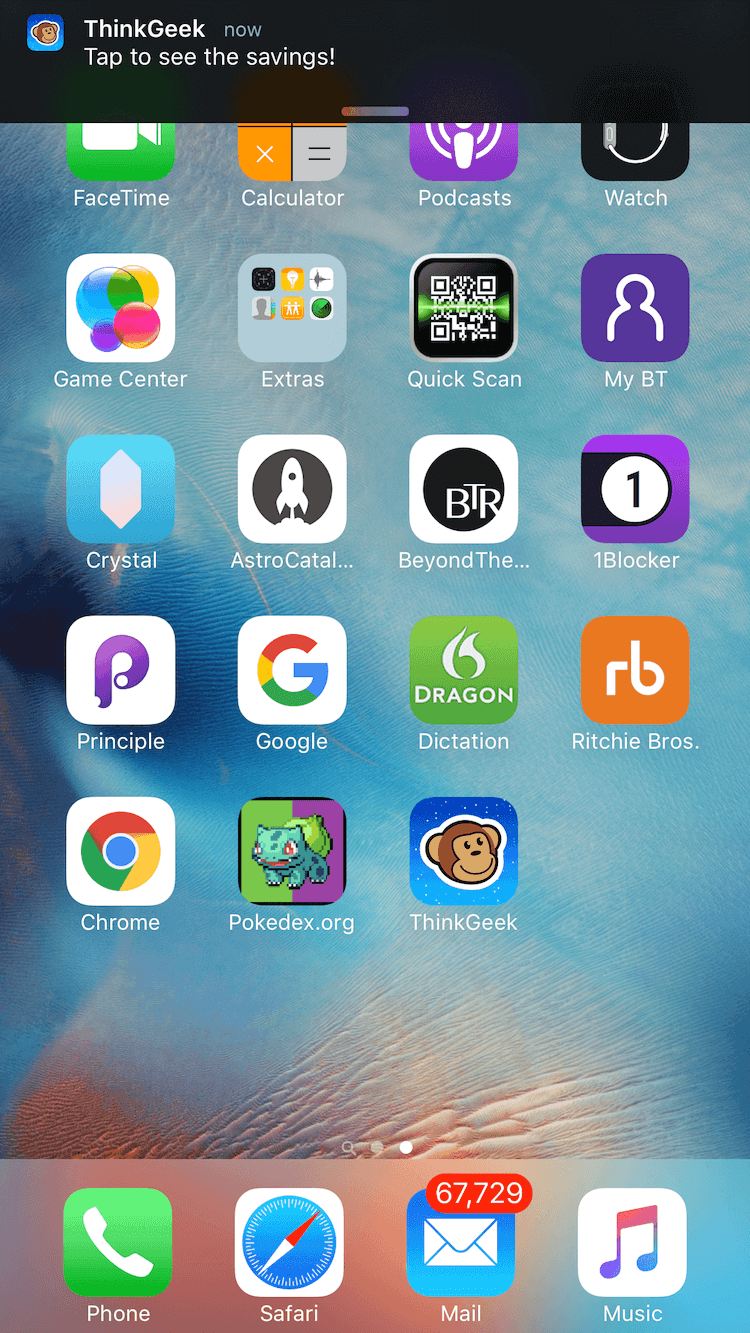 ThinkGeek now
Tap to see the savings!
FaceTime Calculator Podcasts Watch
Game Center Extras Quick Scan My BT
1
BTR
Crystal AstroCatal... BeyondThe... 1Blocker
DRAGON
rb
Principle Google Dictation Ritchie Bros.
Chrome Pokedex.org ThinkGeek
67,729
Phone Safari Mail Music